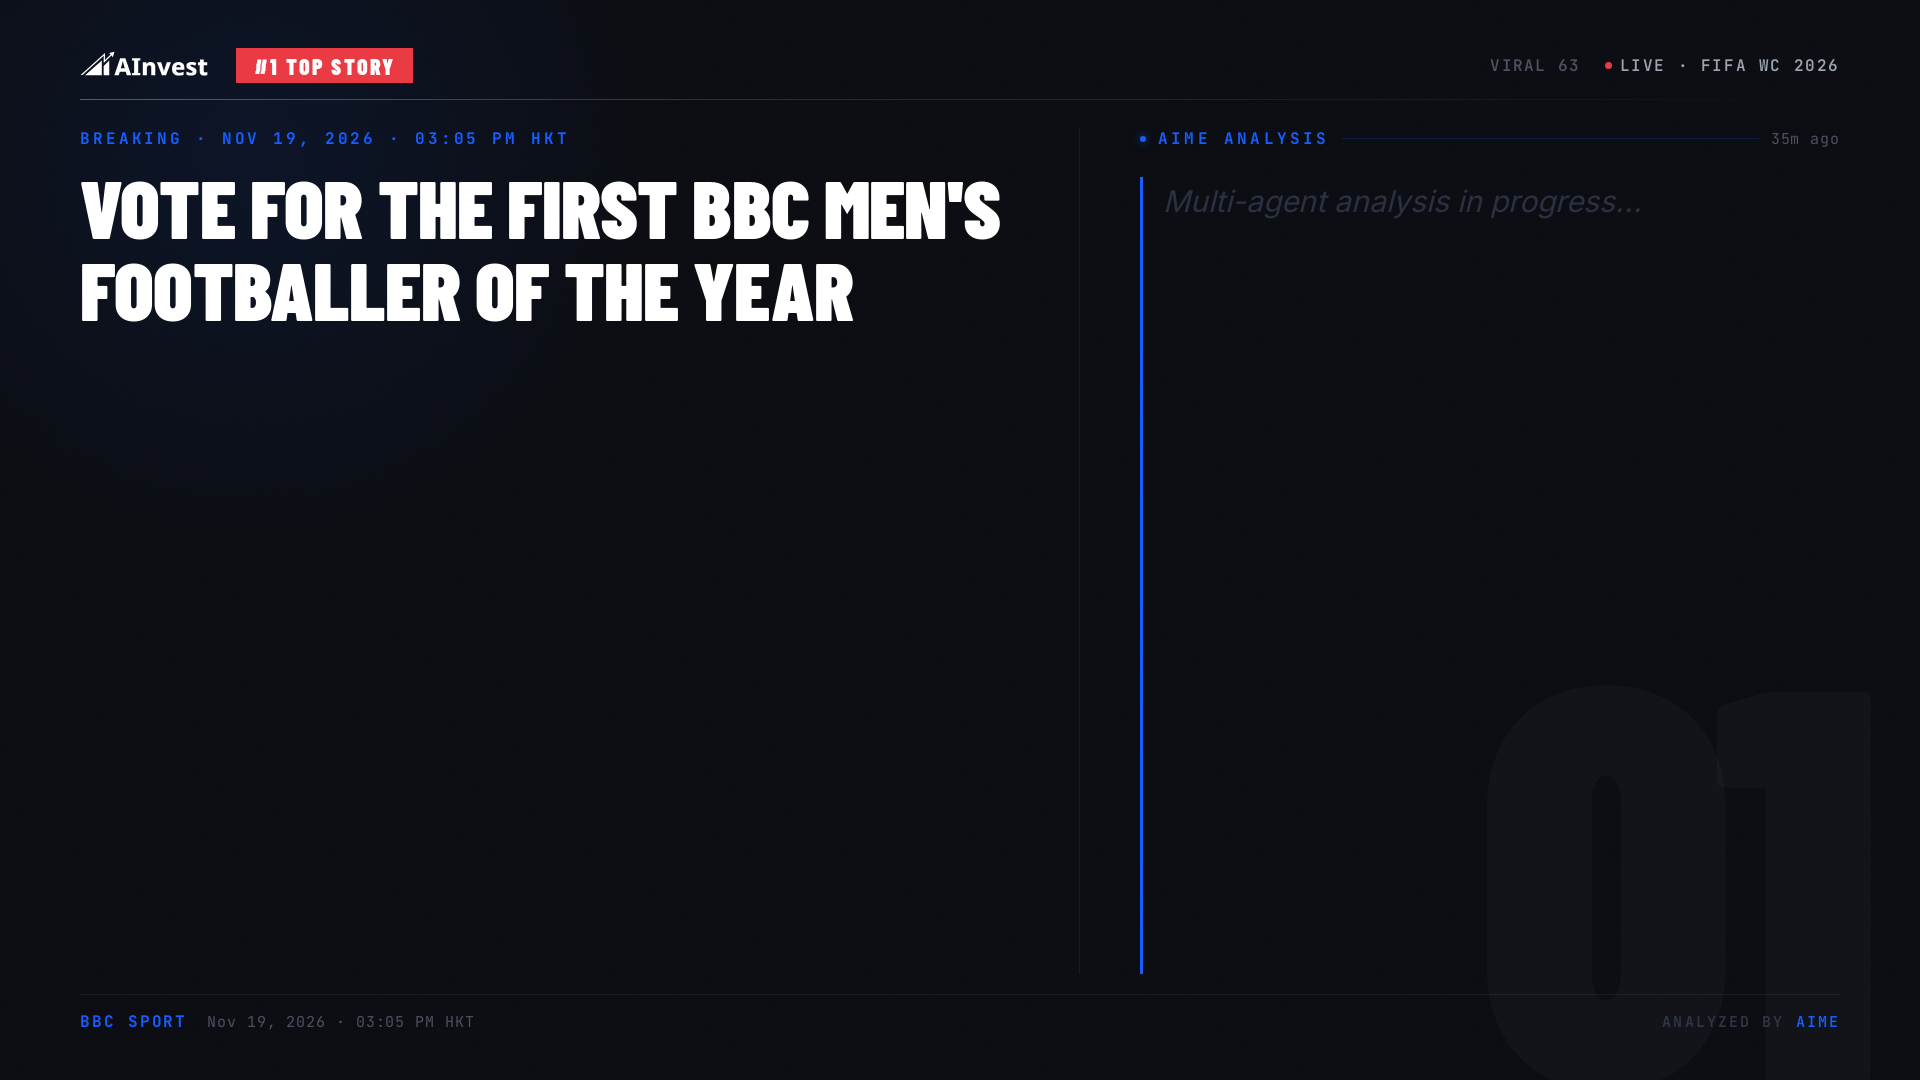 AInvest
#1 TOP STORY
VIRAL 63
LIVE · FIFA WC 2026
BREAKING · NOV 19, 2026 · 03:05 PM HKT
VOTE FOR THE FIRST BBC MEN'S
FOOTBALLER OF THE YEAR
AIME ANALYSIS
35m ago
Multi-agent analysis in progress...
01
BBC SPORT
Nov 19, 2026 · 03:05 PM HKT
ANALYZED BY AIME